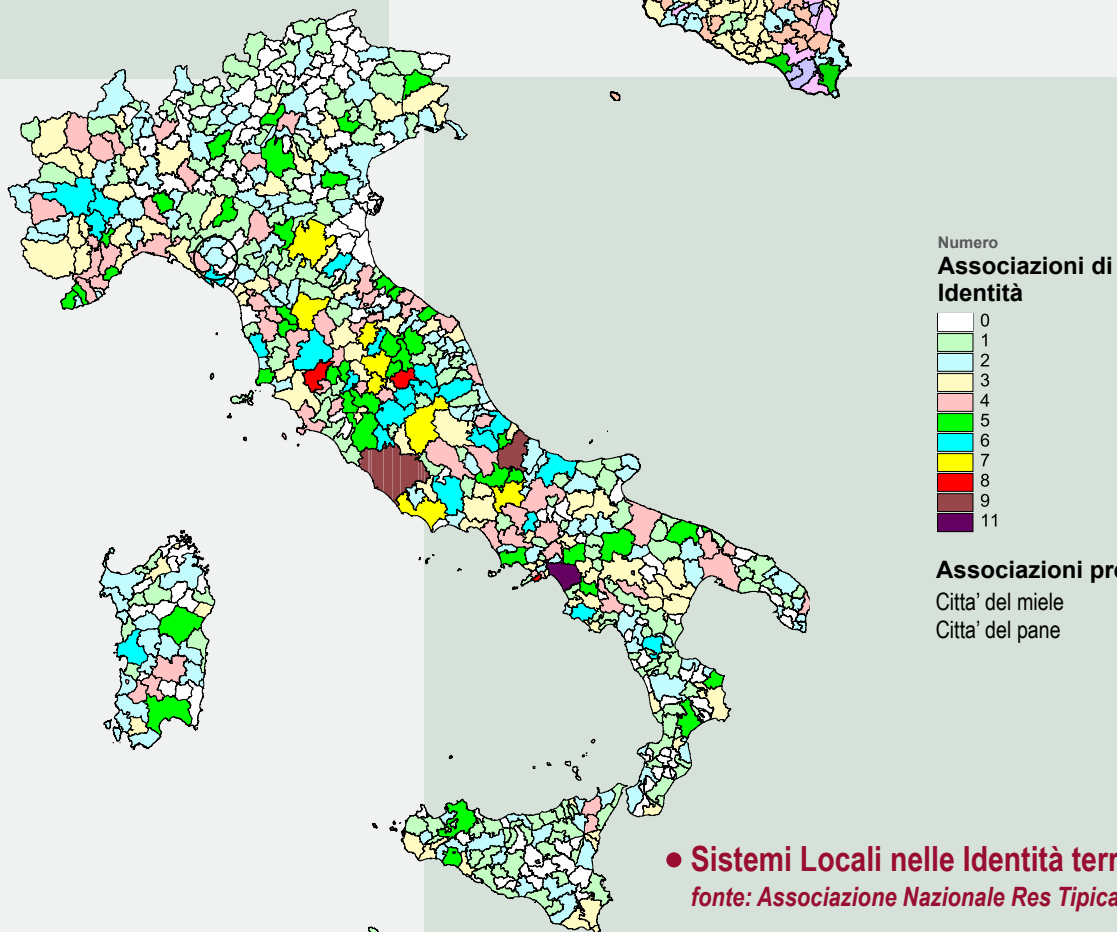 Numero
Associazioni di
Identità
0
1
2
3
4
5
6
7
8
9
11
Associazioni pr
Citta' del miele
Citta' del pane
• Sistemi Locali nelle Identità terr
fonte: Associazione Nazionale Res Tipica